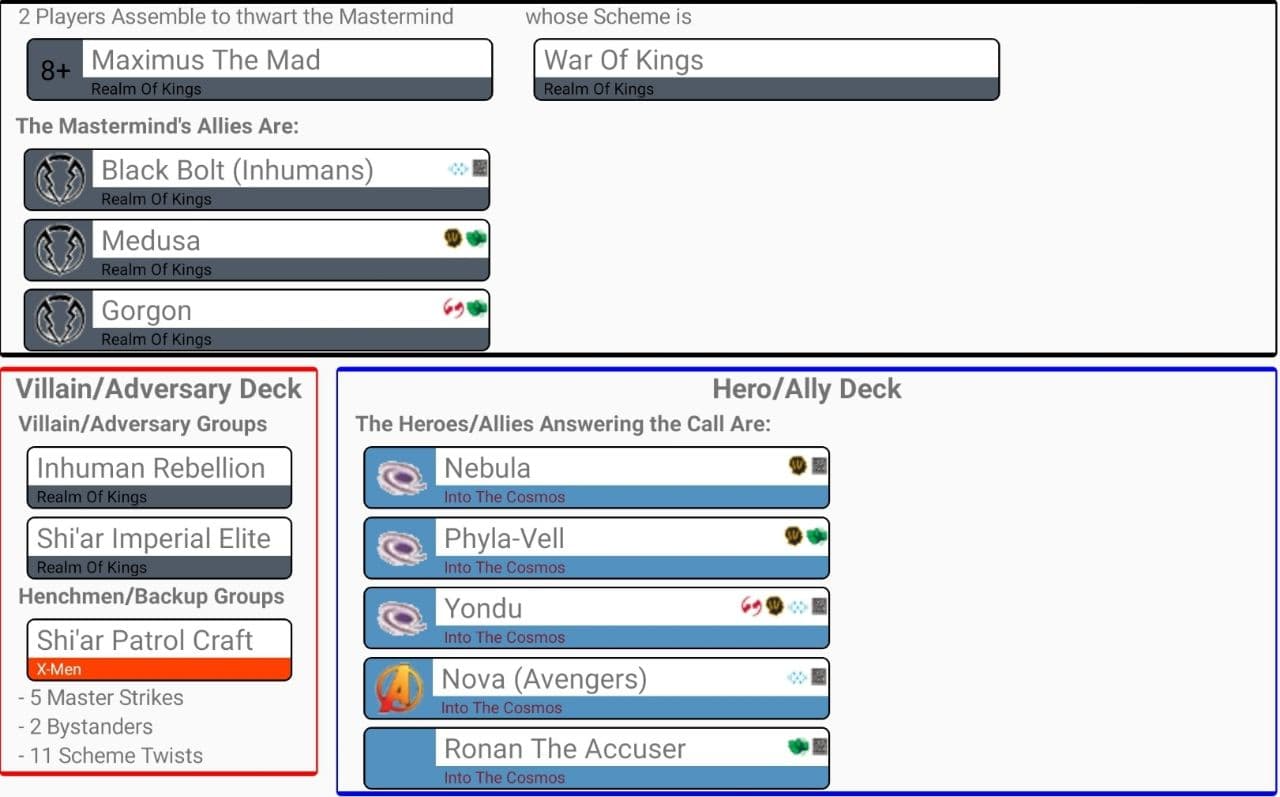 2 Players Assemble to thwart the Mastermind
whose Scheme is
8+
Maximus The Mad
Realm Of Kings
War Of Kings
Realm Of Kings
The Mastermind's Allies Are:
Black Bolt (Inhumans)
Realm Of Kings
Medusa
Realm Of Kings
Gorgon
Realm Of Kings
Villain/Adversary Deck
Villain/Adversary Groups
Inhuman Rebellion
Realm Of Kings
Shi'ar Imperial Elite
Realm Of Kings
Henchmen/Backup Groups
Shi'ar Patrol Craft
X-Men
- 5 Master Strikes
- 2 Bystanders
- 11 Scheme Twists
Hero/Ally Deck
The Heroes/Allies Answering the Call Are:
Nebula
Into The Cosmos
Phyla-Vell
Into The Cosmos
Yondu
Into The Cosmos
Nova (Avengers)
Into The Cosmos
Ronan The Accuser
Into The Cosmos